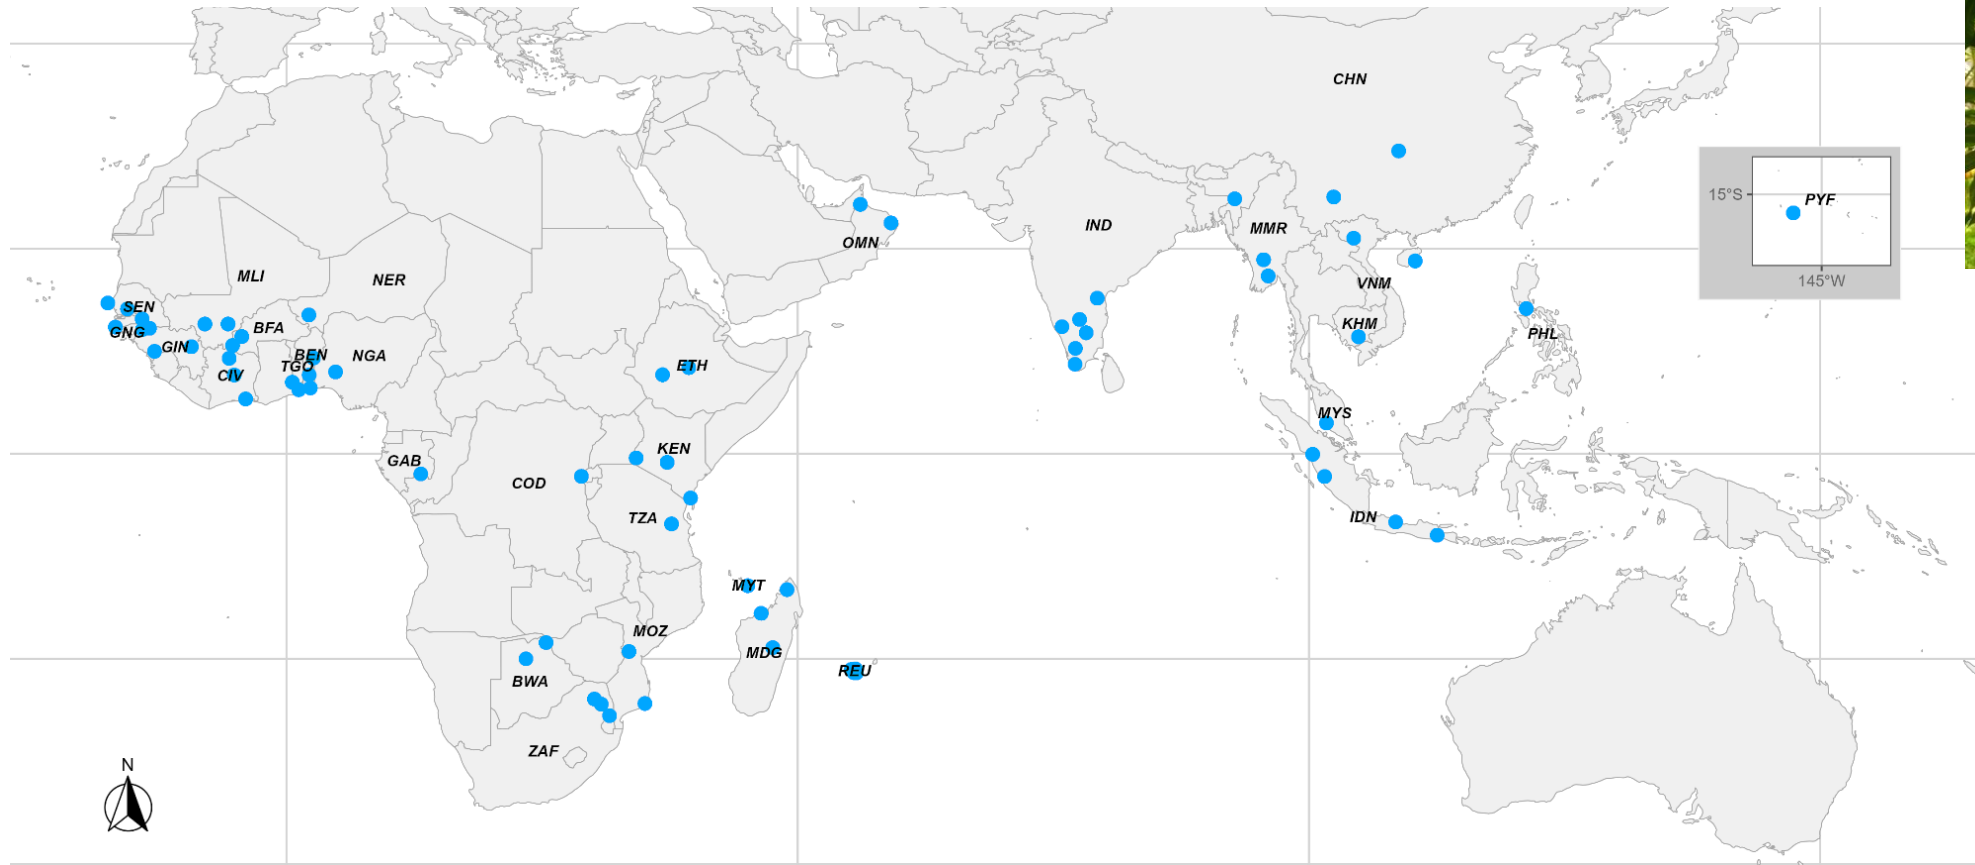 CHN
15°S
PYF
IND
MMR
OMN
145°W
MLI
NER
VNM
SEN
GNG
BFA
KHM
PHL
GIN
BEN
NGA
TGO
ETH
CIV
MYS
KEN
GAB
COD
TZA
IDN
MYT
MOZ
MDG
REU
BWA
ZAF
N